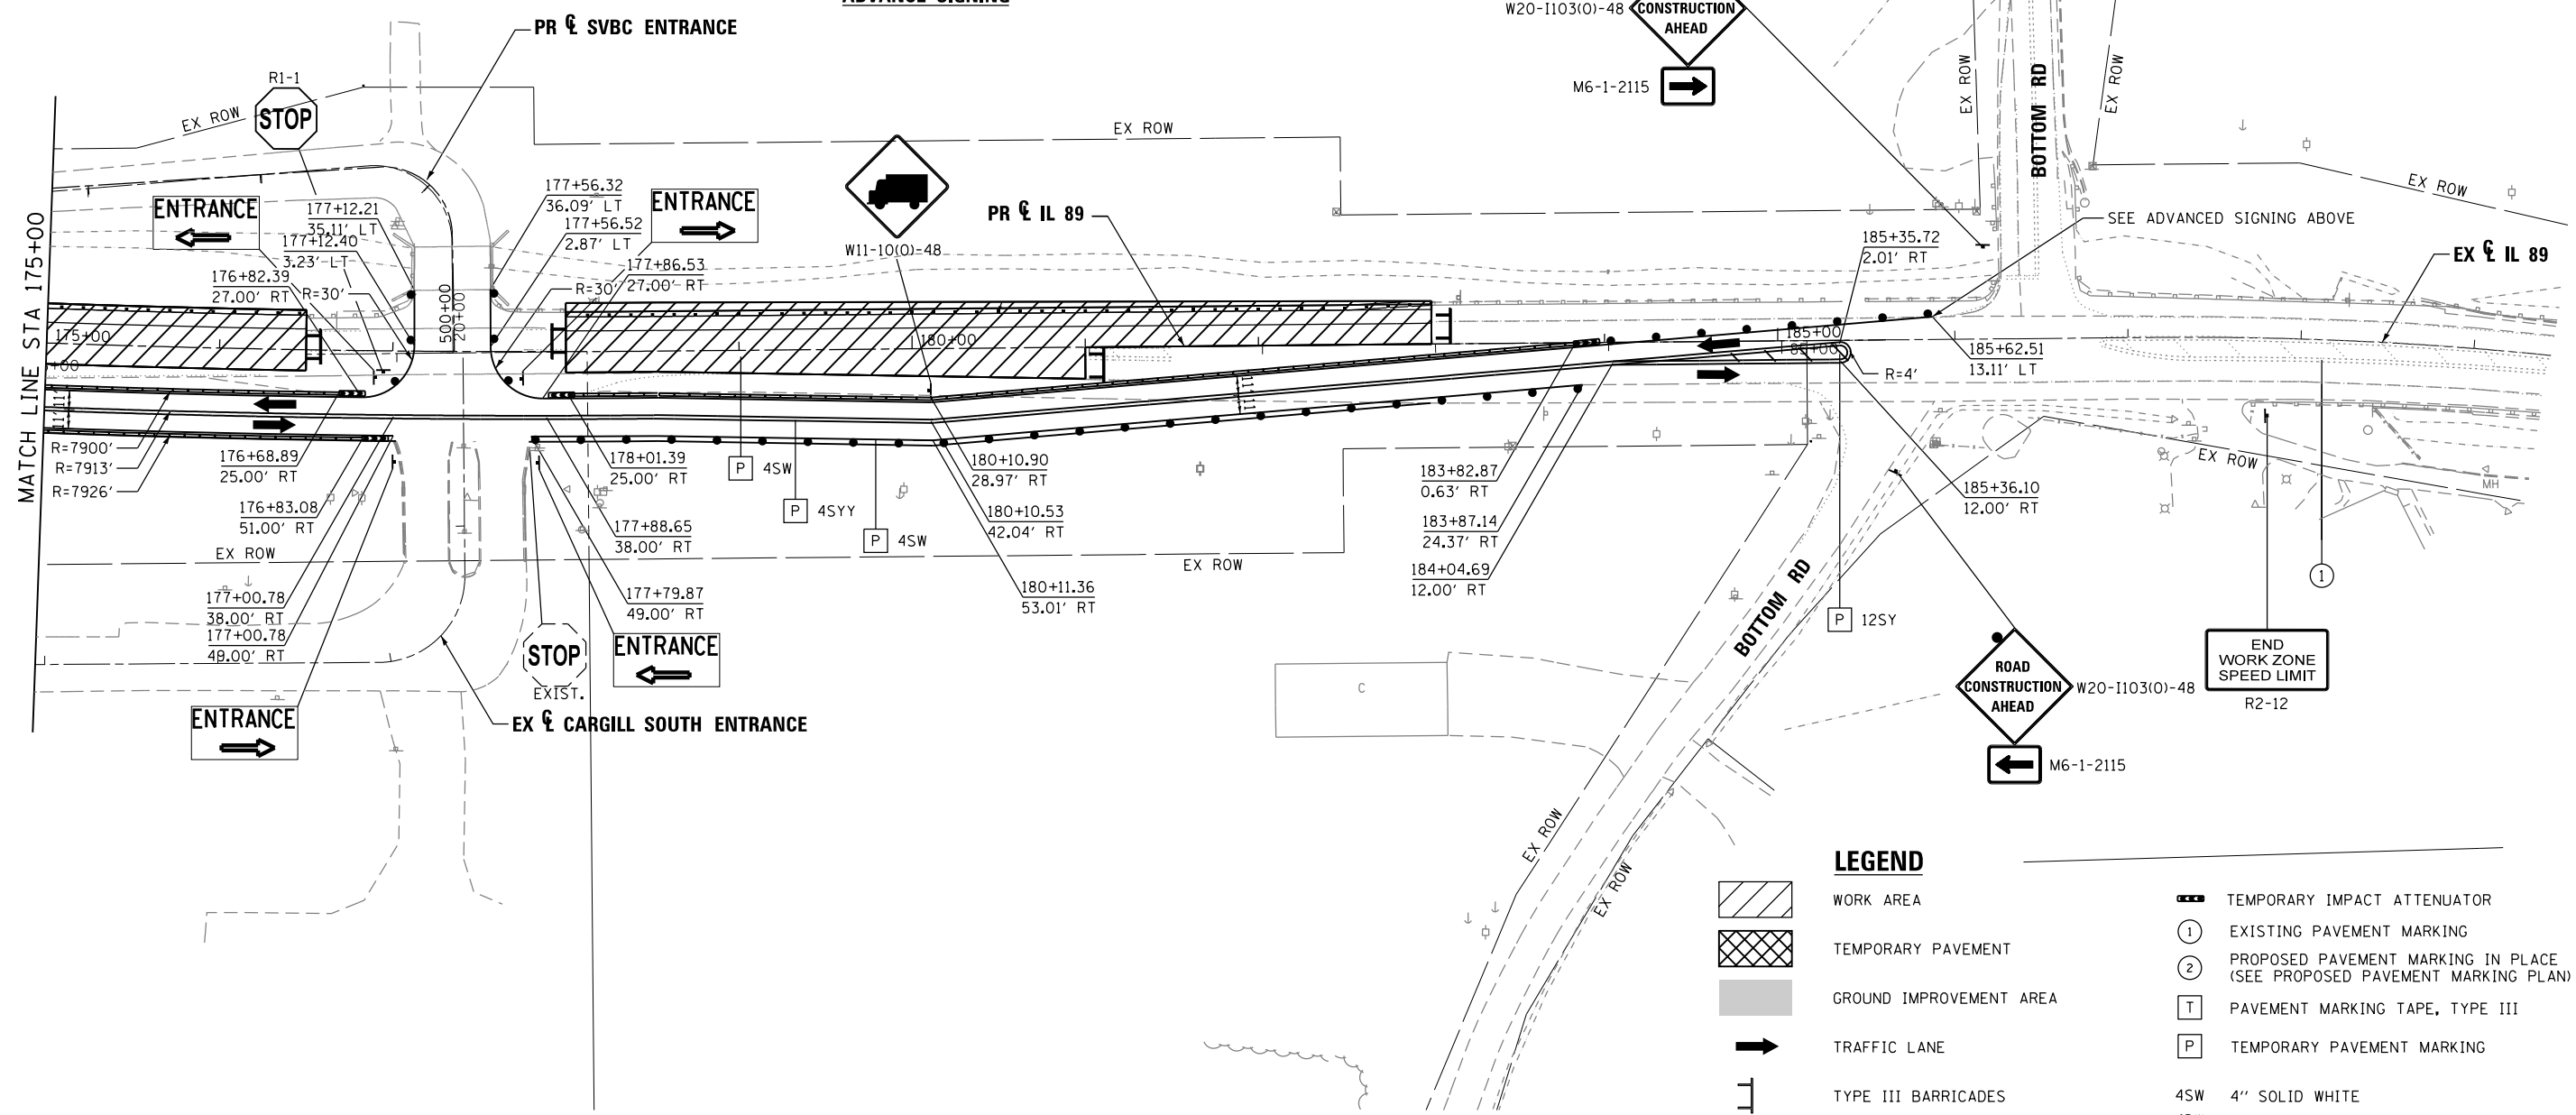 ADVANCE SIGNING
W20-I103(O)-48
CONSTRUCTION
AHEAD
M6-1-2115
PR ℄ SVBC ENTRANCE
R1-1
STOP
EX ROW
EX ROW
EX ROW
BOTTOM RD
EX ROW
EX ROW
MATCH LINE STA 175+00
ENTRANCE
177+12.21
35.11' LT
177+12.40
3.23' LT
176+82.39
27.00' RT
R=30'
177+56.32
36.09' LT
177+56.52
2.87' LT
ENTRANCE
177+86.53
27.00' RT
R=30'
W11-10(O)-48
PR ℄ IL 89
185+35.72
2.01' RT
SEE ADVANCED SIGNING ABOVE
EX ℄ IL 89
500+00
20+00
175+00
+00
180+00
185+00
185+00
185+62.51
13.11' LT
R=4'
11'
11'
11'
11'
R=7900'
R=7913'
R=7926'
176+68.89
25.00' RT
176+83.08
51.00' RT
178+01.39
25.00' RT
P 4SW
P 4SYY
P 4SW
180+10.90
28.97' RT
180+10.53
42.04' RT
180+11.36
53.01' RT
177+88.65
38.00' RT
177+79.87
49.00' RT
183+82.87
0.63' RT
183+87.14
24.37' RT
184+04.69
12.00' RT
185+36.10
12.00' RT
EX ROW
MH
EX ROW
EX ROW
177+00.78
38.00' RT
177+00.78
49.00' RT
STOP
EXIST.
ENTRANCE
ENTRANCE
EX ℄ CARGILL SOUTH ENTRANCE
C
BOTTOM RD
P 12SY
1
ROAD
CONSTRUCTION
AHEAD
W20-I103(O)-48
M6-1-2115
END
WORK ZONE
SPEED LIMIT
R2-12
EX ROW
EX ROW
LEGEND
WORK AREA
TEMPORARY PAVEMENT
GROUND IMPROVEMENT AREA
TRAFFIC LANE
TYPE III BARRICADES
TEMPORARY IMPACT ATTENUATOR
1 EXISTING PAVEMENT MARKING
2 PROPOSED PAVEMENT MARKING IN PLACE
(SEE PROPOSED PAVEMENT MARKING PLAN)
T PAVEMENT MARKING TAPE, TYPE III
P TEMPORARY PAVEMENT MARKING
4SW 4'' SOLID WHITE